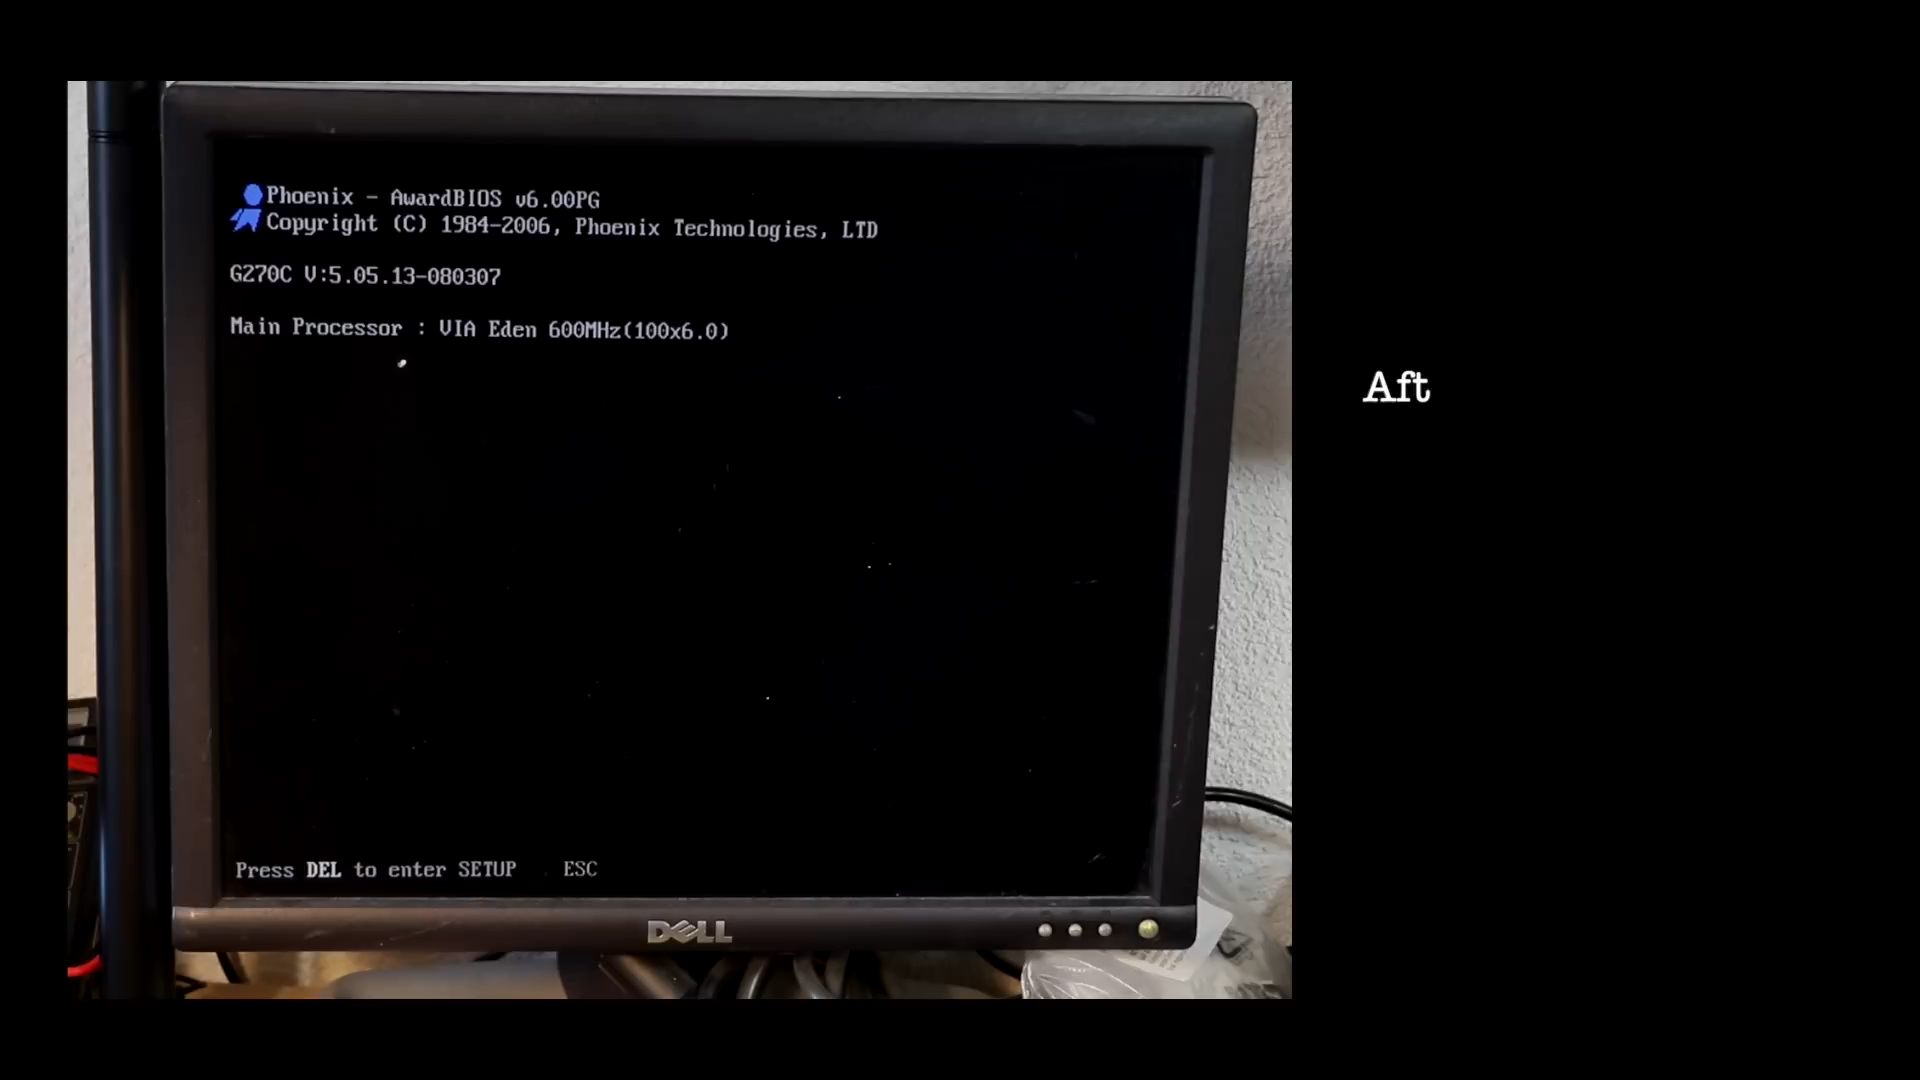 Phoenix - AwardBIOS v6.00PG
Copyright (C) 1984-2006, Phoenix Technologies, LTD
G270C V:5.05.13-080307
Main Processor : VIA Eden 600MHz(100x6.0)
Aft
Press DEL to enter SETUP ESC
DELL